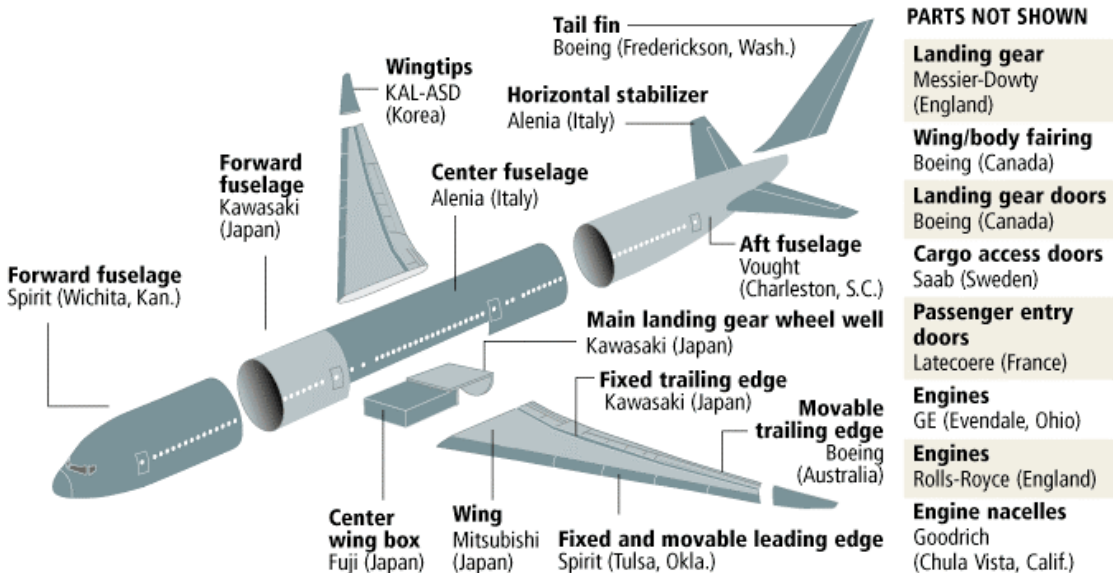 Tail fin
Boeing (Frederickson, Wash.)
Wingtips
KAL-ASD
(Korea)
Horizontal stabilizer
Alenia (Italy)
Forward
fuselage
Kawasaki
(Japan)
Center fuselage
Alenia (Italy)
Forward fuselage
Spirit (Wichita, Kan.)
Aft fuselage
Vought
(Charleston, S.C.)
Main landing gear wheel well
Kawasaki (Japan)
Fixed trailing edge
Kawasaki (Japan)
Movable
trailing edge
Boeing
(Australia)
Center
wing box
Fuji (Japan)
Wing
Mitsubishi
(Japan)
Fixed and movable leading edge
Spirit (Tulsa, Okla.)
PARTS NOT SHOWN
Landing gear
Messier-Dowty
(England)
Wing/body fairing
Boeing (Canada)
Landing gear doors
Boeing (Canada)
Cargo access doors
Saab (Sweden)
Passenger entry
doors
Latecoere (France)
Engines
GE (Evendale, Ohio)
Engines
Rolls-Royce (England)
Engine nacelles
Goodrich
(Chula Vista, Calif.)